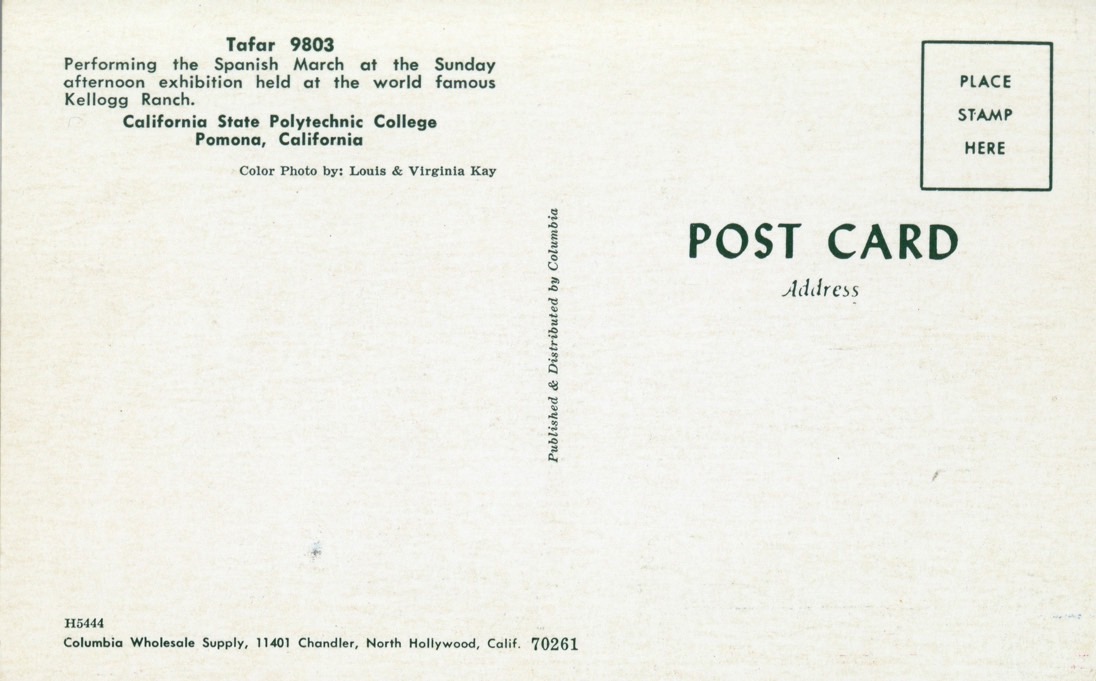 Tafar 9803
Performing the Spanish March at the Sunday
afternoon exhibition held at the world famous
Kellogg Ranch.
California State Polytechnic College
Pomona, California
Color Photo by: Louis & Virginia Kay
Published & Distributed by Columbia
PLACE
STAMP
HERE
POST CARD
Address
H5444
Columbia Wholesale Supply, 11401 Chandler, North Hollywood, Calif. 70261